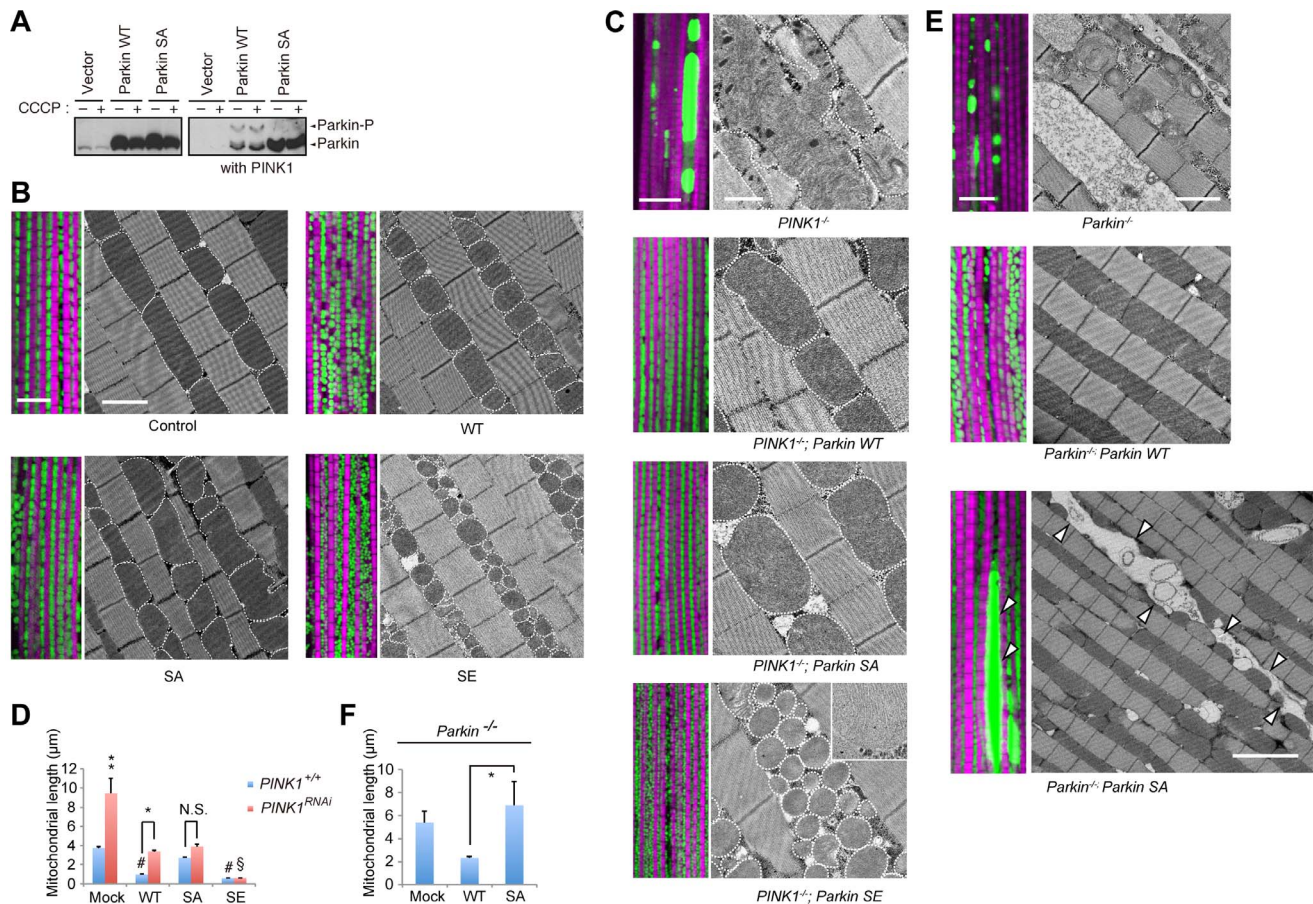 A
Vector
Parkin WT
Parkin SA
Vector
Parkin WT
Parkin SA
CCCP : – + – + – + – + – + – +
Parkin-P
Parkin
with PINK1
B
Control
WT
SA
SE
C
PINK1-/-
PINK1-/-; Parkin WT
PINK1-/-; Parkin SA
PINK1-/-; Parkin SE
D
Mitochondrial length (μm)
12
10
8
6
4
2
0
*
*
#
*
N.S.
# §
PINK1+/+
PINK1RNAi
Mock WT SA SE
E
Parkin-/-
Parkin-/-; Parkin WT
Parkin-/-; Parkin SA
F
Parkin -/-
Mitochondrial length (μm)
10
8
6
4
2
0
*
Mock WT SA